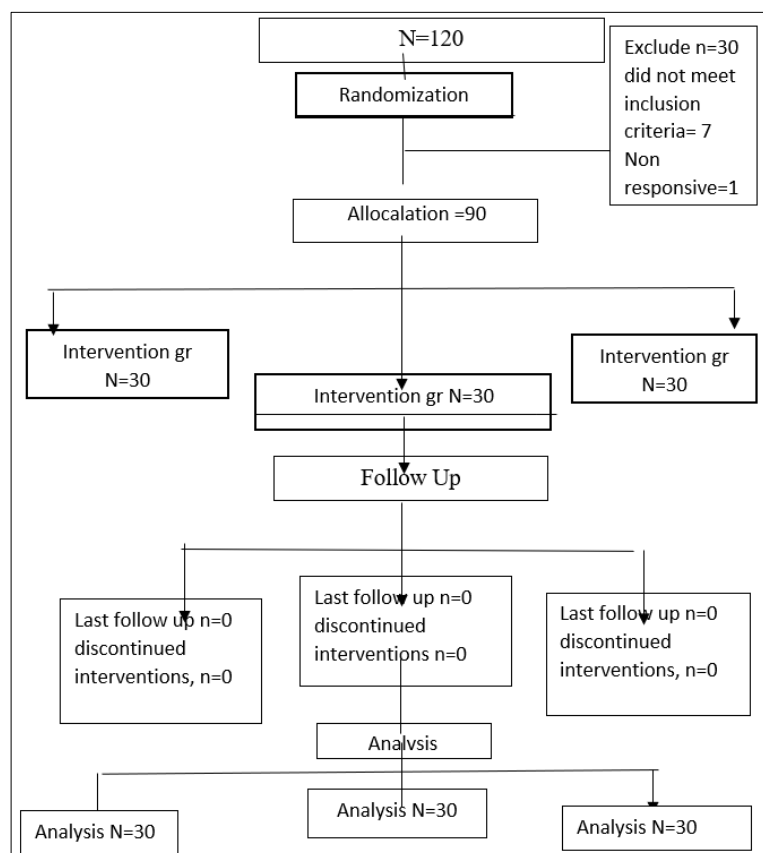 N=120
Exclude n=30
did not meet
inclusion
criteria= 7
Non
responsive=1
Randomization
Allocalation =90
Intervention gr
N=30
Intervention gr N=30
Intervention gr
N=30
Follow Up
Last follow up n=0
discontinued
interventions, n=0
Last follow up n=0
discontinued
interventions n=0
Last follow up n=0
discontinued
interventions, n=0
Analysis
Analysis N=30
Analysis N=30
Analysis N=30